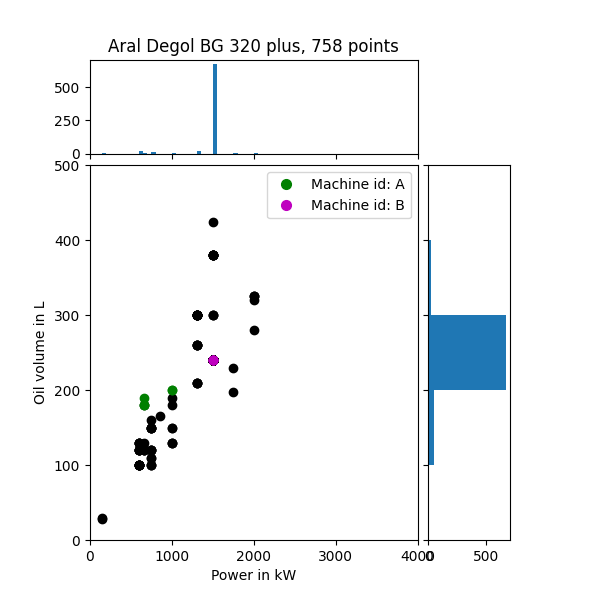 Aral Degol BG 320 plus, 758 points
500
250
0
500
400
300
200
100
0
Oil volume in L
Machine id: A
Machine id: B
0 1000 2000 3000 4000
0 500
Power in kW